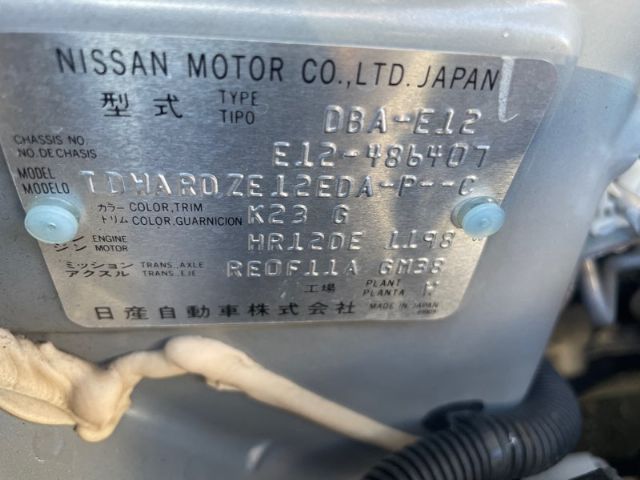 NISSAN MOTOR CO.,LTD. JAPAN
型式 TYPE TIPO DBA-E12
CHASSIS NO. NO. DE CHASIS E12-486407
MODEL MODELO TDWARDZE12EDA-P--C
カラー トリム COLOR,TRIM COLOR,GUARNICION K23 G
ジン ENGINE MOTOR HR12DE 1198
ミッション アクスル TRANS.,AXLE TRANS.,EJE RE0F11A GM38
工場 PLANT PLANTA
日産自動車株式会社 MADE IN JAPAN